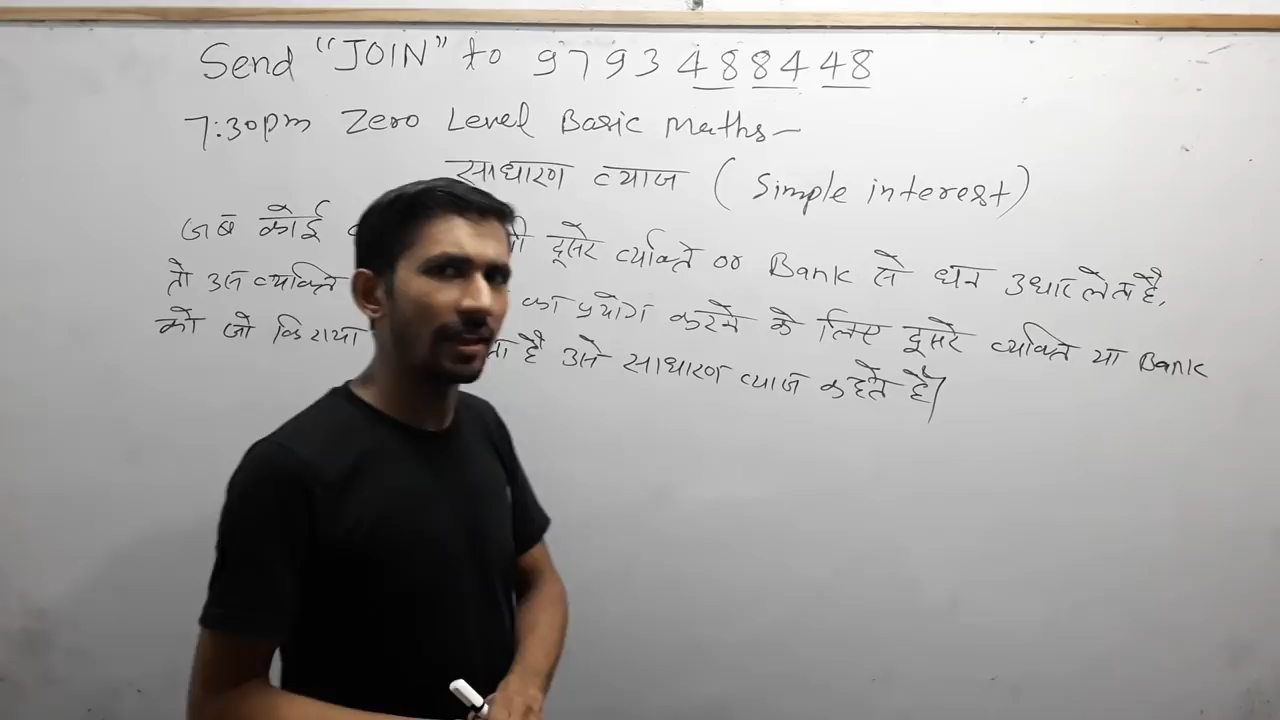 Send "JOIN" to 9793488448
7:30pm Zero Level Basic Maths-
साधारण व्याज (Simple interest)
जब कोई दूसरे व्यक्ति or Bank से धन उधार लेता है,
तो उस व्यक्ति का प्रयोग करने के लिए दूसरे व्यक्ति या Bank
को जो किराया है उसे साधारण व्याज कहते हैं।